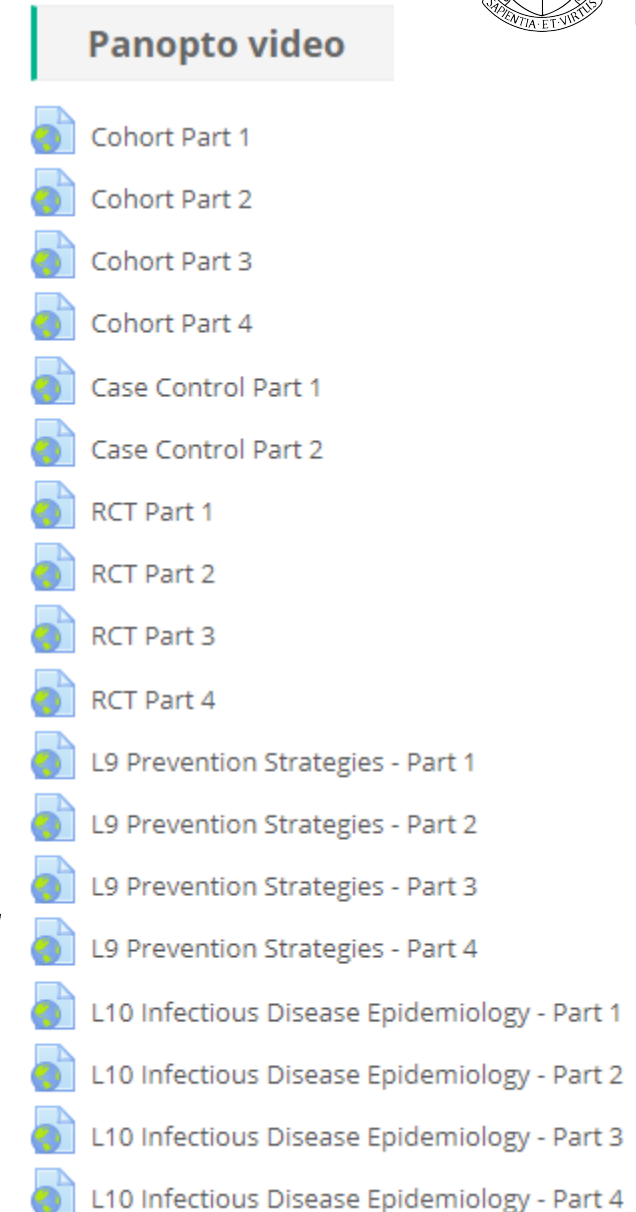 SAPIENTIA·ET·VIRTUS
Panopto video
Cohort Part 1
Cohort Part 2
Cohort Part 3
Cohort Part 4
Case Control Part 1
Case Control Part 2
RCT Part 1
RCT Part 2
RCT Part 3
RCT Part 4
L9 Prevention Strategies - Part 1
L9 Prevention Strategies - Part 2
L9 Prevention Strategies - Part 3
L9 Prevention Strategies - Part 4
L10 Infectious Disease Epidemiology - Part 1
L10 Infectious Disease Epidemiology - Part 2
L10 Infectious Disease Epidemiology - Part 3
L10 Infectious Disease Epidemiology - Part 4